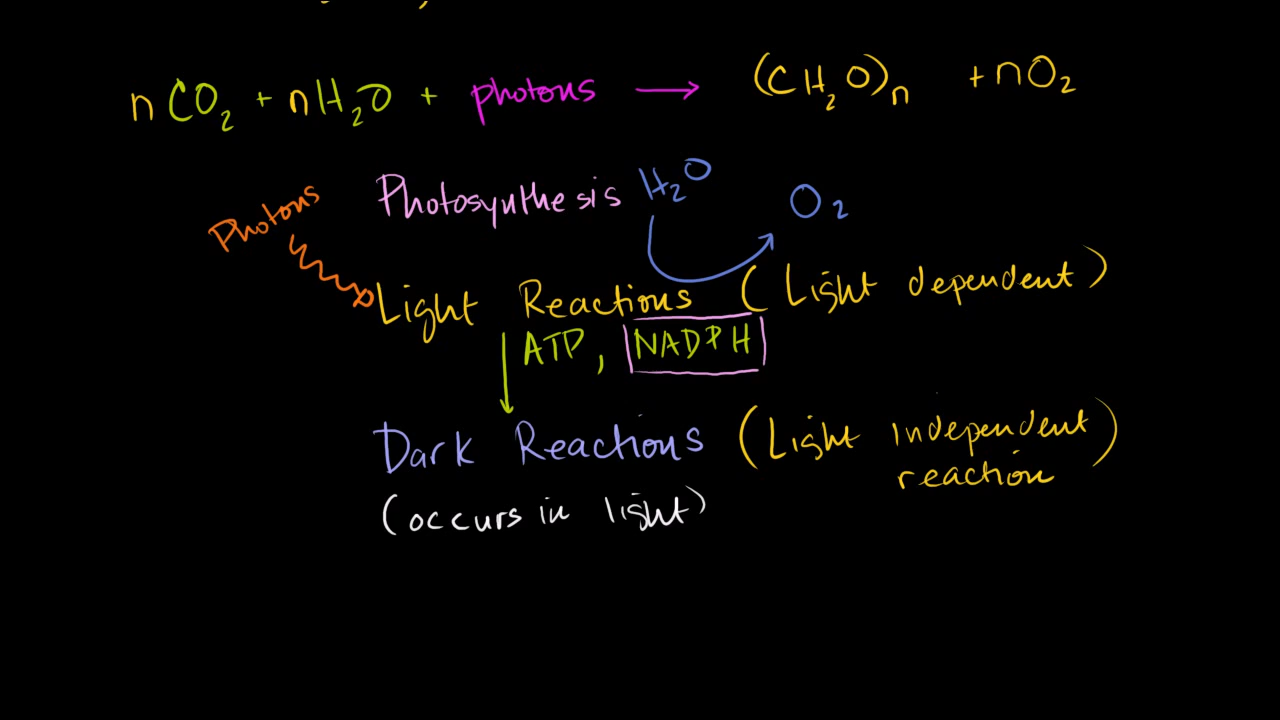 nCO₂ + nH₂O + photons → (CH₂O)n + nO₂
Photosynthesis H₂O O₂
Photons
Light Reactions (Light dependent)
ATP, NADPH
Dark Reactions (Light independent
reaction)
(occurs in light)